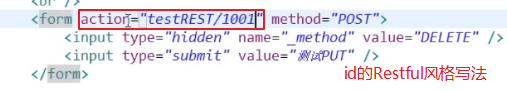 <br />
<form action="testREST/1001" method="POST">
<input type="hidden" name="_method" value="DELETE" />
<input type="submit" value="测试PUT" />
</form>
id的Restful风格写法